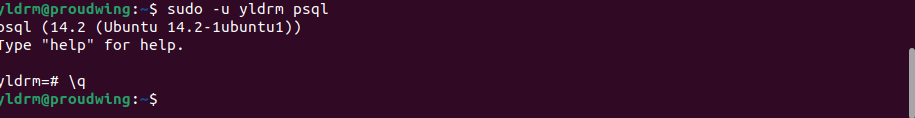 yldrm@proudwing:~$ sudo -u yldrm psql
psql (14.2 (Ubuntu 14.2-1ubuntu1))
Type "help" for help.
yldrm=# \q
yldrm@proudwing:~$